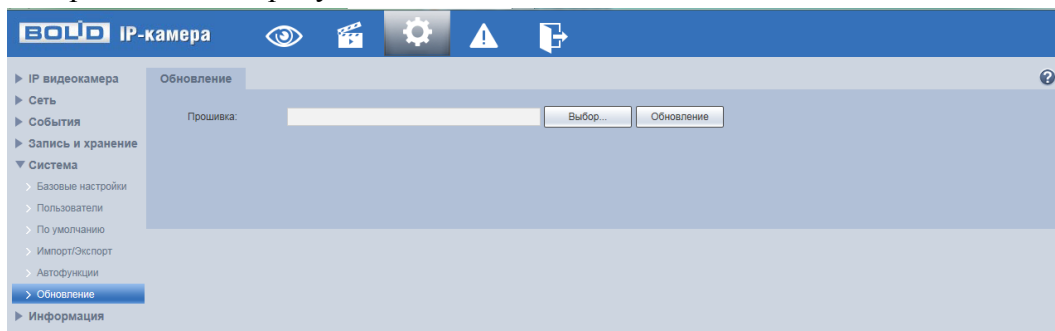 BOLID IP-камера
IP видеокамера
Сеть
События
Запись и хранение
Система
Базовые настройки
Пользователи
По умолчанию
Импорт/Экспорт
Автофункции
Обновление
Информация
Обновление
Прошивка:
Выбор...
Обновление